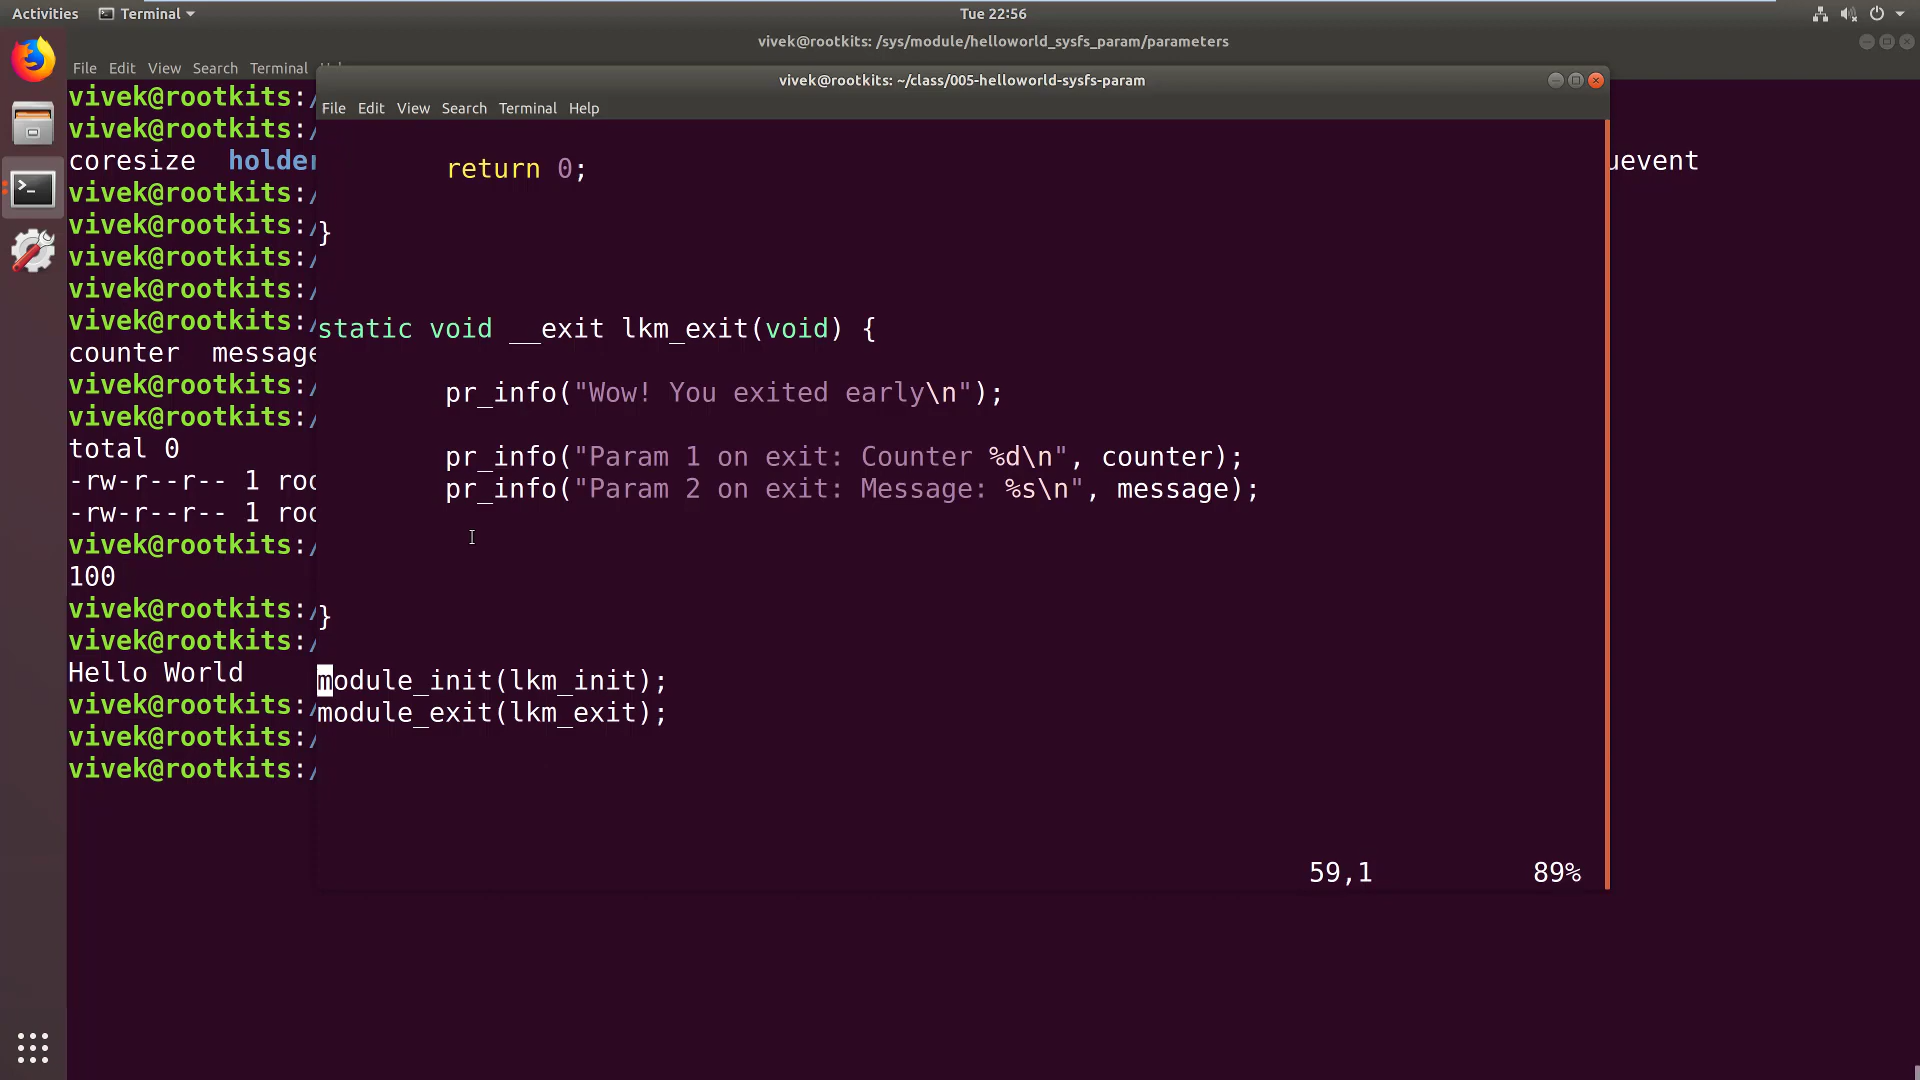 Activities Terminal Tue 22:56
vivek@rootkits: /sys/module/helloworld_sysfs_param/parameters
File Edit View Search Terminal
vivek@rootkits: ~/class/005-helloworld-sysfs-param
File Edit View Search Terminal Help
vivek@rootkits:/
vivek@rootkits:/
coresize holder
uevent
vivek@rootkits:/
vivek@rootkits:/
vivek@rootkits:/
vivek@rootkits:/
vivek@rootkits:/
counter message
vivek@rootkits:/
vivek@rootkits:/
total 0
-rw-r--r-- 1 roo
-rw-r--r-- 1 roo
vivek@rootkits:/
100
vivek@rootkits:/
vivek@rootkits:/
Hello World
vivek@rootkits:/
vivek@rootkits:/
vivek@rootkits:/
return 0;
}
static void __exit lkm_exit(void) {
pr_info("Wow! You exited early\n");
pr_info("Param 1 on exit: Counter %d\n", counter);
pr_info("Param 2 on exit: Message: %s\n", message);
}
module_init(lkm_init);
module_exit(lkm_exit);
59,1 89%